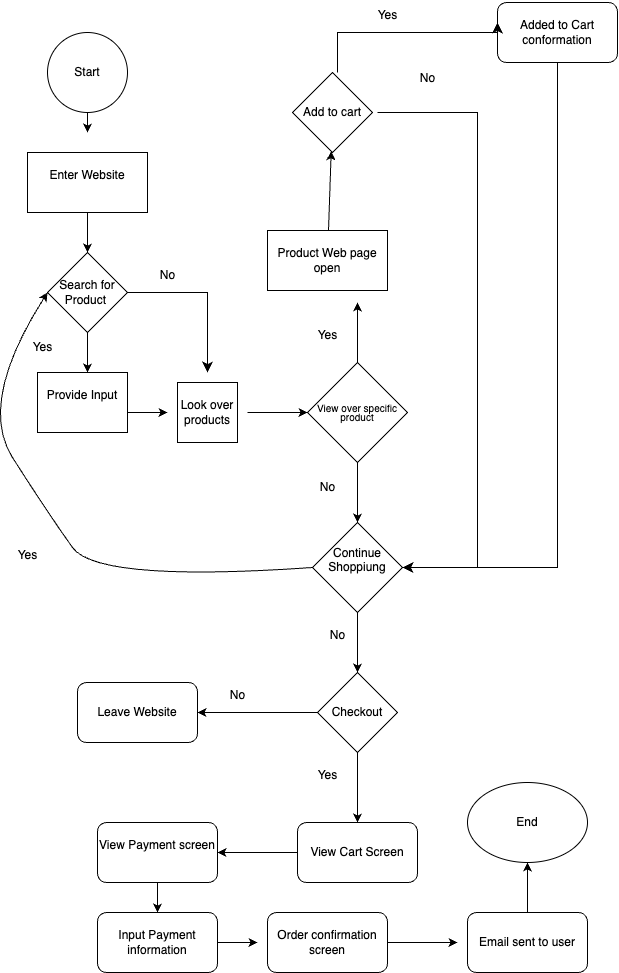 Yes
Added to Cart
conformation
Start
No
Add to cart
Enter Website
Product Web page
open
No
Search for
Product
Yes
Yes
Provide Input
Look over
products
View over specific
product
No
Yes
Continue
Shoppiung
No
No
Leave Website
Checkout
Yes
View Payment screen
View Cart Screen
End
Input Payment
information
Order confirmation
screen
Email sent to user